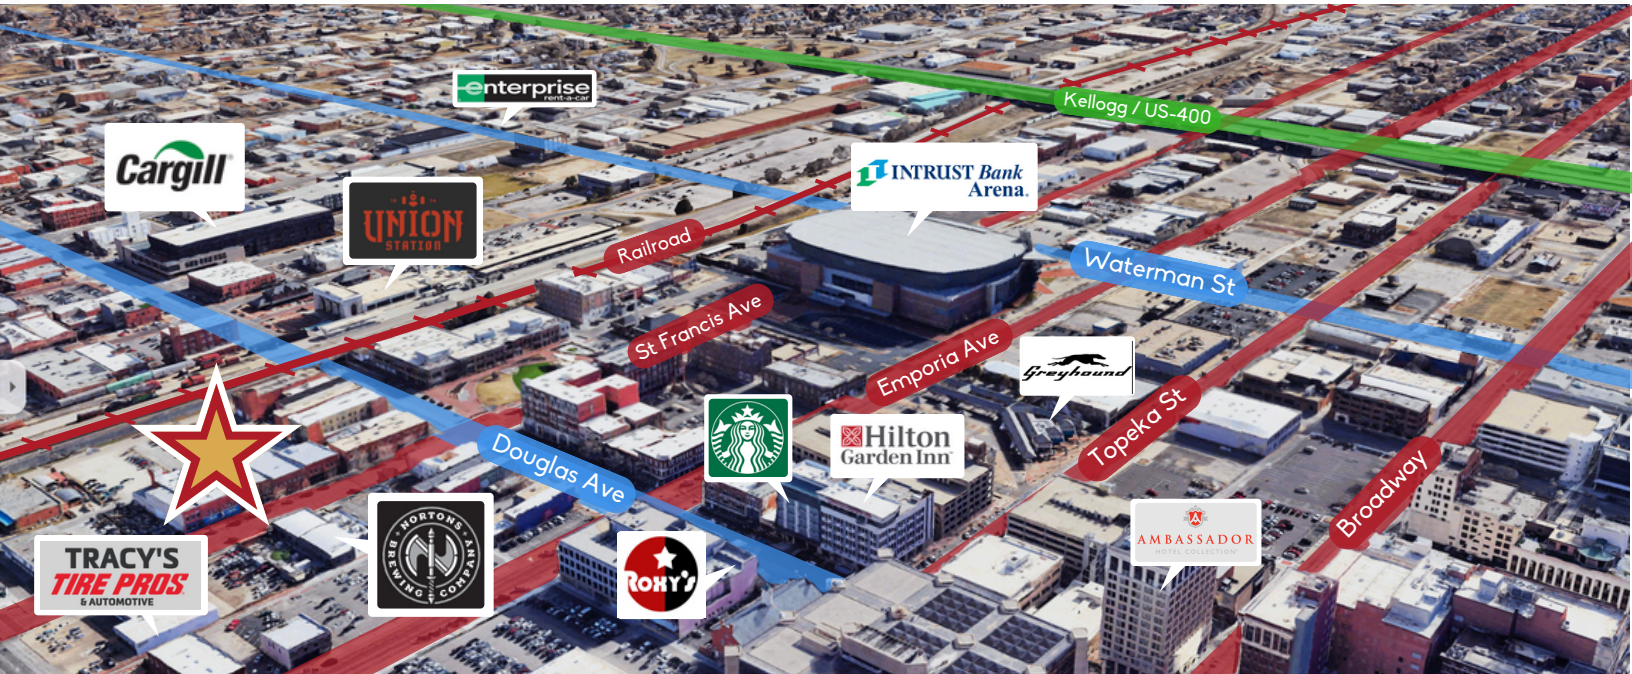 Kellogg / US-400
enterprise
rent-a-car
Cargill
INTRUST Bank
Arena
UNION
STATION
Railroad
Waterman St
St Francis Ave
Emporia Ave
Greyhound
Topeka St
Hilton
Garden Inn
Douglas Ave
Broadway
NORTONS
BREWING COMPANY
AMBASSADOR
HOTEL COLLECTION
TRACY'S
TIRE PROS
& AUTOMOTIVE
ROXY'S